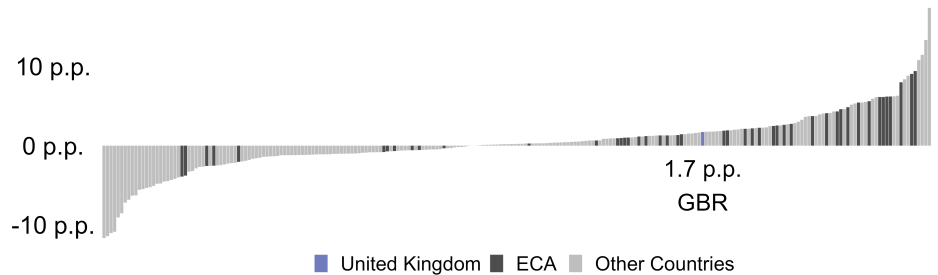 10 p.p.
0 p.p.
1.7 p.p.
GBR
-10 p.p.
United Kingdom ECA Other Countries